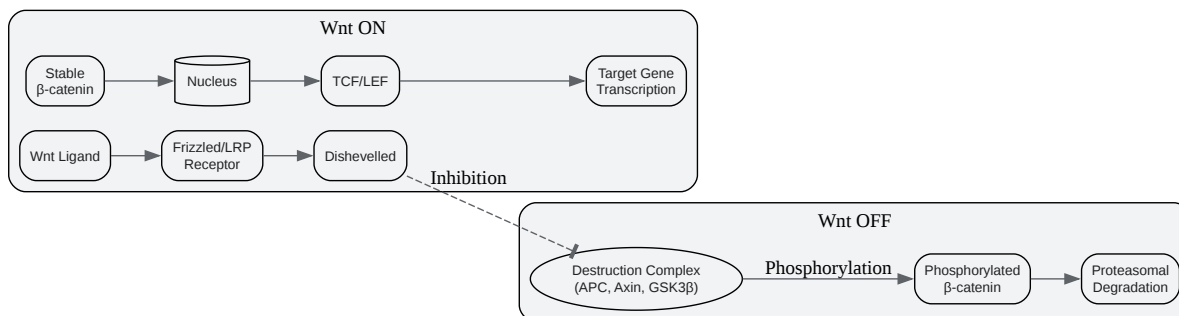 Wnt ON
Stable
β-catenin
Nucleus
TCF/LEF
Target Gene
Transcription
Wnt Ligand
Frizzled/LRP
Receptor
Dishevelled
Inhibition
Wnt OFF
Destruction Complex
(APC, Axin, GSK3β)
Phosphorylation
Phosphorylated
β-catenin
Proteasomal
Degradation